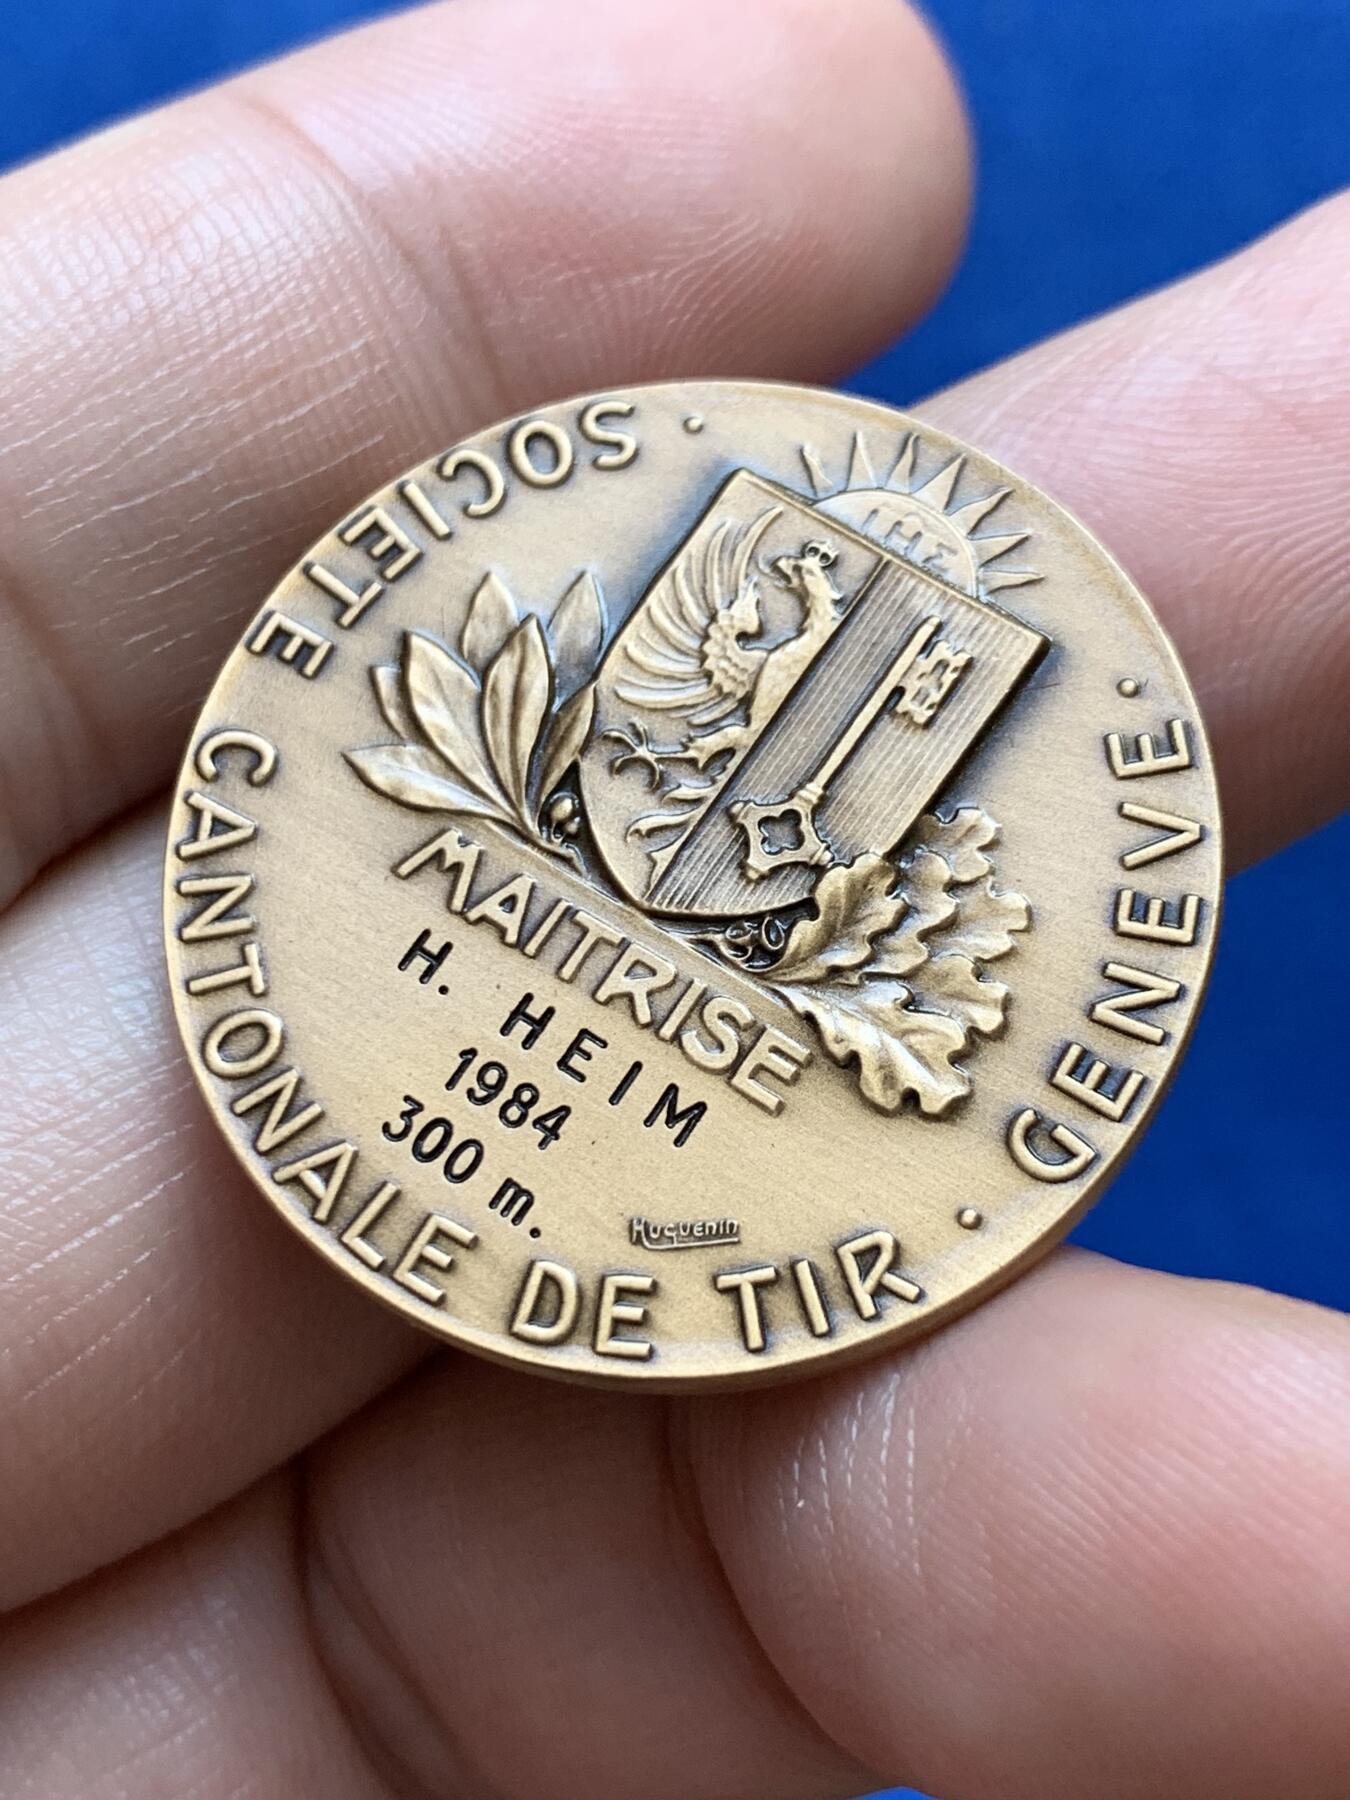 SOCIETE CANTONALE DE TIR · GENEVE ·
IHS
MAITRISE
H. HEIM
1984
300 m.
Huguenin